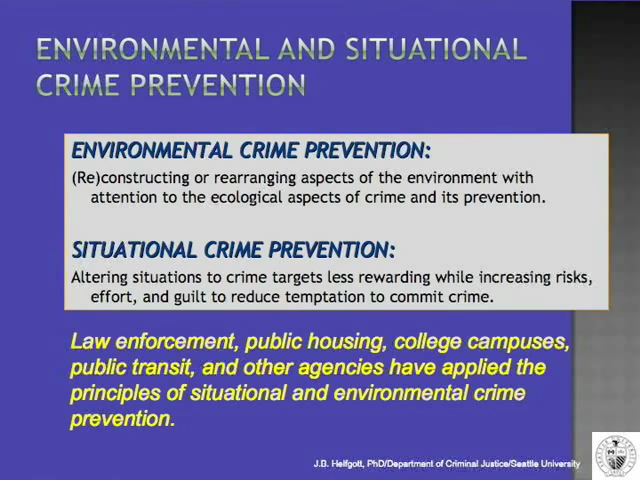 ENVIRONMENTAL AND SITUATIONAL
CRIME PREVENTION
ENVIRONMENTAL CRIME PREVENTION:
(Re)constructing or rearranging aspects of the environment with
attention to the ecological aspects of crime and its prevention.
SITUATIONAL CRIME PREVENTION:
Altering situations to crime targets less rewarding while increasing risks,
effort, and guilt to reduce temptation to commit crime.
Law enforcement, public housing, college campuses,
public transit, and other agencies have applied the
principles of situational and environmental crime
prevention.
J.B. Helfgott, PhD/Department of Criminal Justice/Seattle University